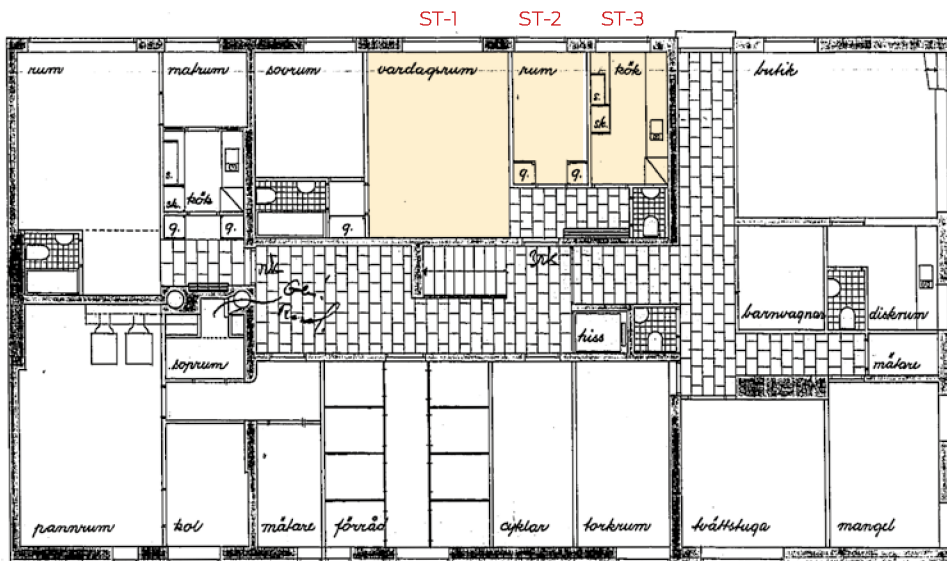 ST-1 ST-2 ST-3
rum matrum sovrum vardagsrum rum kök butik
s.
sk.
s.
sk. kök
g. g. g. g. g.
2rk
barnvagnar diskrum
hiss
soprum mätare
pannrum kol mätare förråd cyklar torkrum tvättstuga mangel